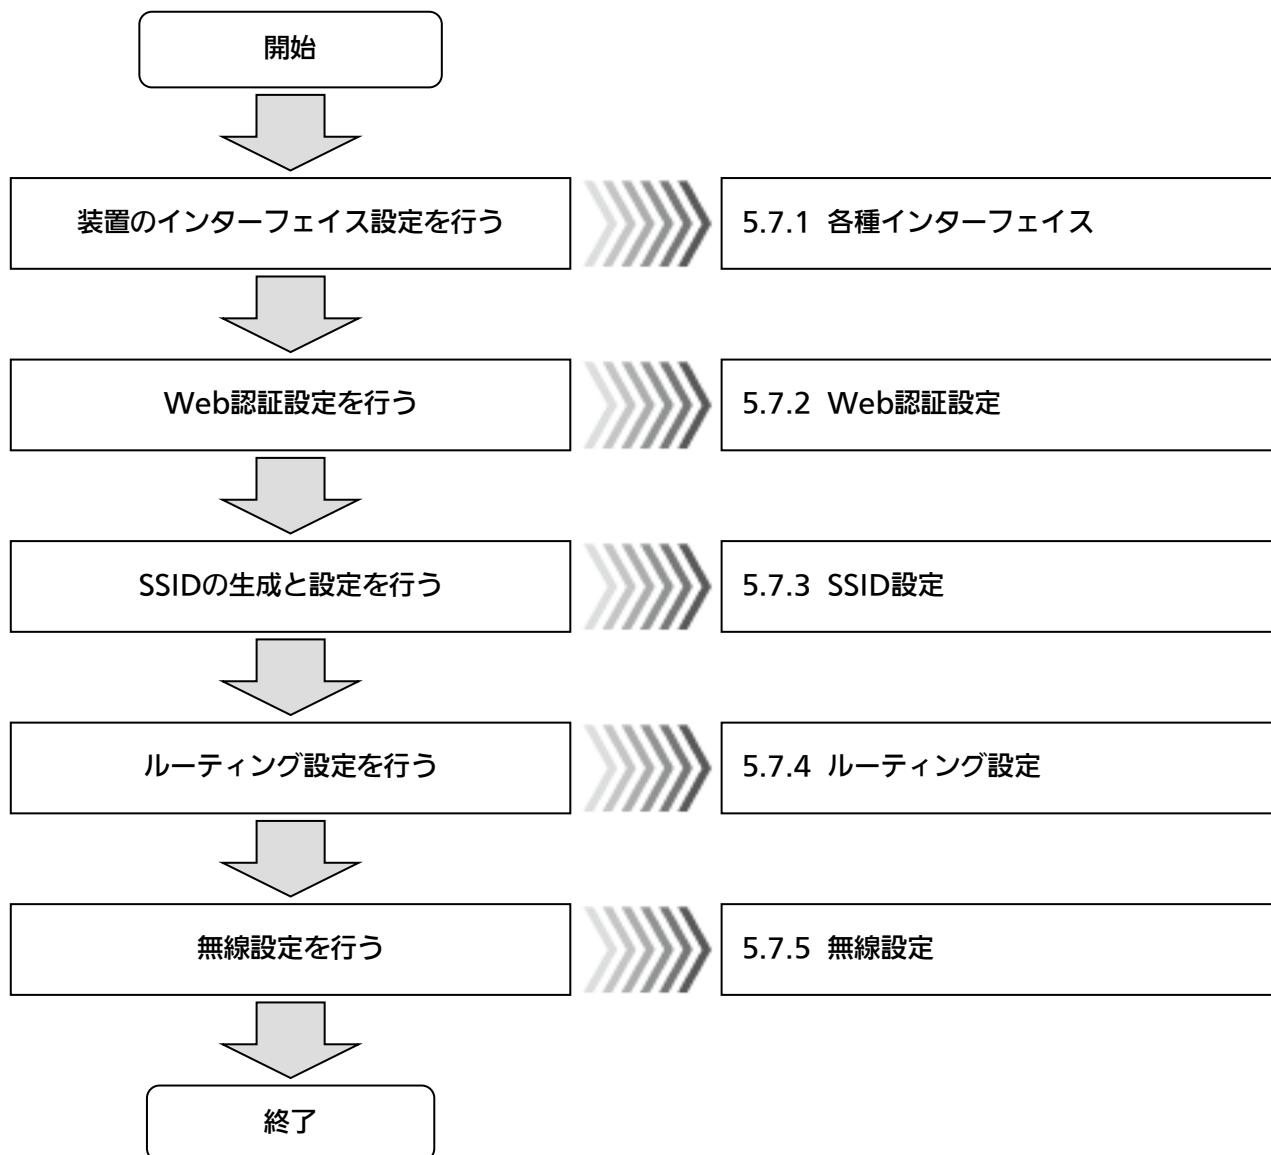 開始
装置のインターフェイス設定を行う
5.7.1 各種インターフェイス
Web認証設定を行う
5.7.2 Web認証設定
SSIDの生成と設定を行う
5.7.3 SSID設定
ルーティング設定を行う
5.7.4 ルーティング設定
無線設定を行う
5.7.5 無線設定
終了